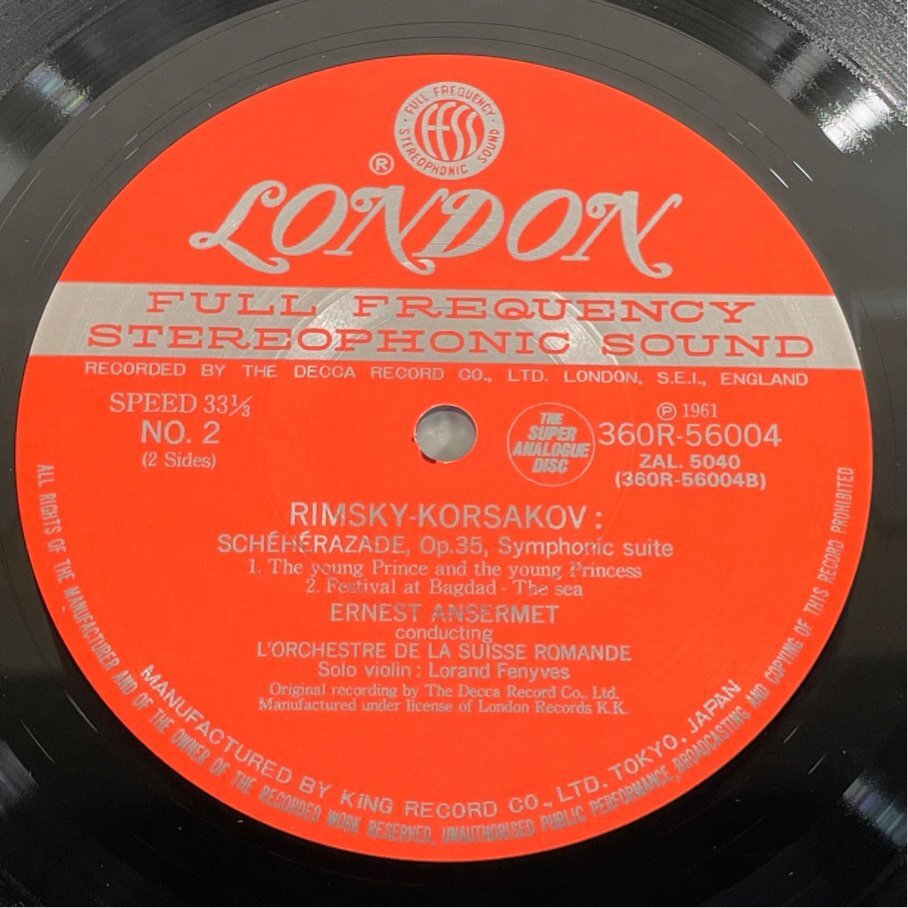 FULL FREQUENCY
FFSS
STEREOPHONIC SOUND
®
LONDON
FULL FREQUENCY
STEREOPHONIC SOUND
RECORDED BY THE DECCA RECORD CO., LTD. LONDON, S.E.I., ENGLAND
SPEED 33⅓
NO. 2
(2 Sides)
THE
SUPER
ANALOGUE
DISC
℗ 1961
360R-56004
ZAL. 5040
(360R-56004B)
RIMSKY-KORSAKOV :
SCHÉHÉRAZADE, Op.35, Symphonic suite
1. The young Prince and the young Princess
2. Festival at Bagdad - The sea
ERNEST ANSERMET
conducting
L'ORCHESTRE DE LA SUISSE ROMANDE
Solo violin : Lorand Fenyves
Original recording by The Decca Record Co., Ltd.
Manufactured under license of London Records K.K.
MANUFACTURED BY KING RECORD CO., LTD. TOKYO. JAPAN
ALL RIGHTS OF THE MANUFACTURER AND OF THE OWNER OF THE RECORDED WORK RESERVED, UNAUTHORISED PUBLIC PERFORMANCE, BROADCASTING AND COPYING OF THIS RECORD PROHIBITED